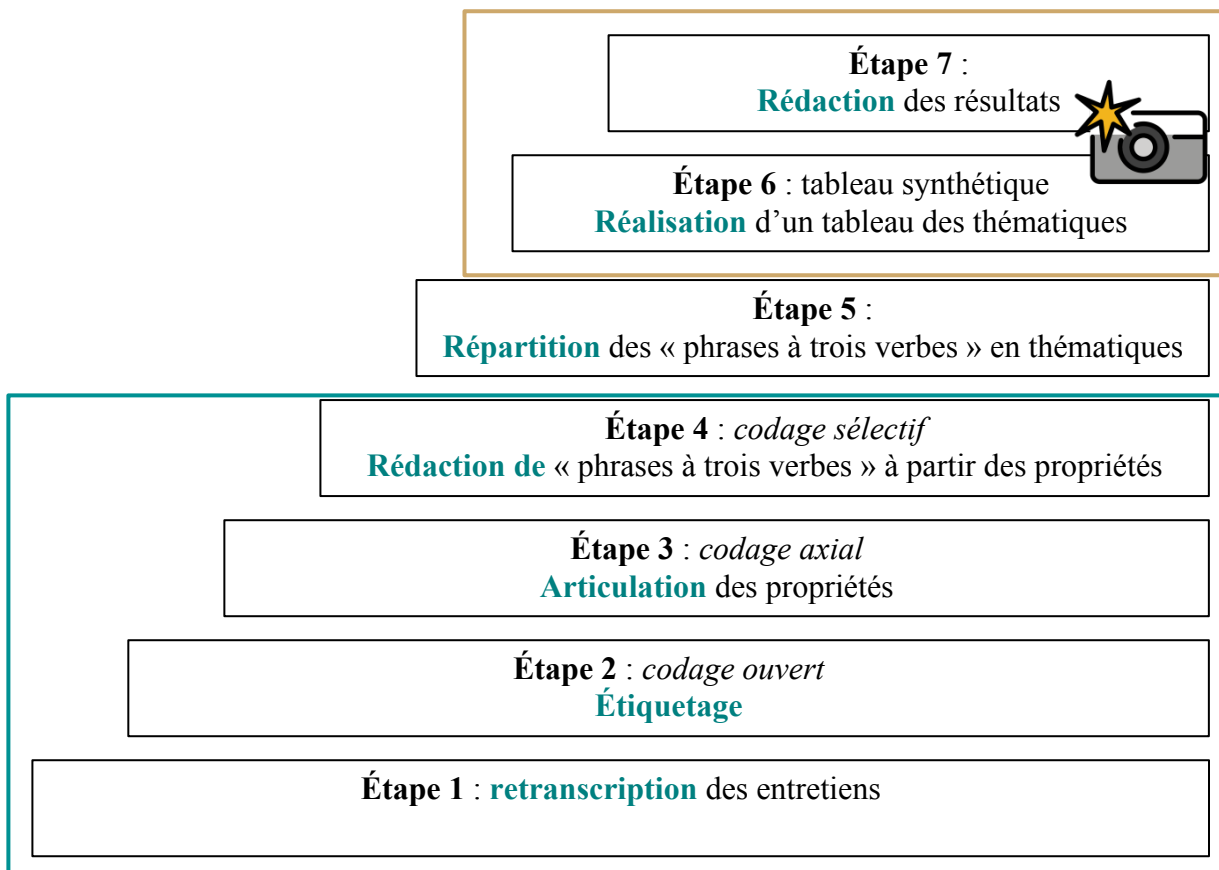 Étape 7 :
Rédaction des résultats
Étape 6 : tableau synthétique
Réalisation d’un tableau des thématiques
Étape 5 :
Répartition des « phrases à trois verbes » en thématiques
Étape 4 : codage sélectif
Rédaction de « phrases à trois verbes » à partir des propriétés
Étape 3 : codage axial
Articulation des propriétés
Étape 2 : codage ouvert
Étiquetage
Étape 1 : retranscription des entretiens